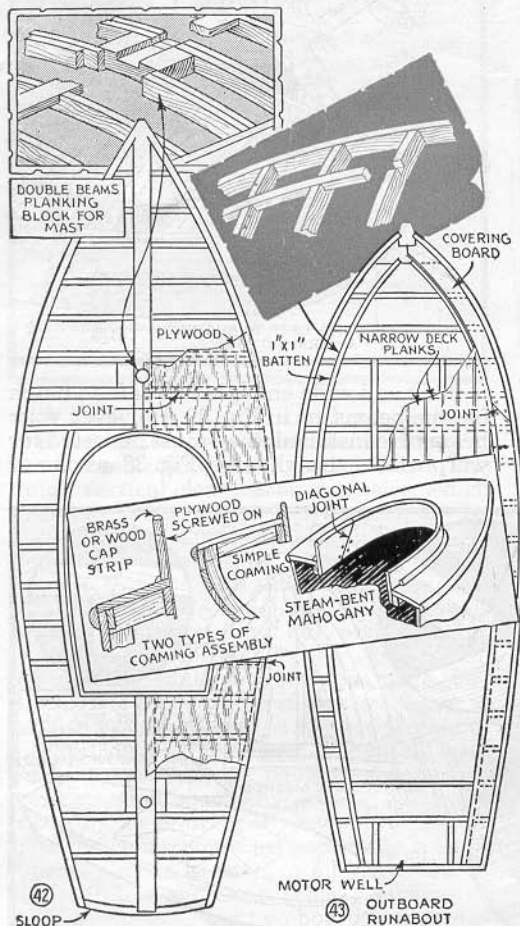 DOUBLE BEAMS
PLANKING
BLOCK FOR
MAST
COVERING
BOARD
PLYWOOD
1"X1"
BATTEN
NARROW DECK
PLANKS
JOINT
JOINT
BRASS
OR WOOD
CAP
STRIP
PLYWOOD
SCREWED ON
SIMPLE
COAMING
DIAGONAL
JOINT
STEAM-BENT
MAHOGANY
TWO TYPES OF
COAMING ASSEMBLY
JOINT
MOTOR WELL
42
SLOOP
43 OUTBOARD
RUNABOUT